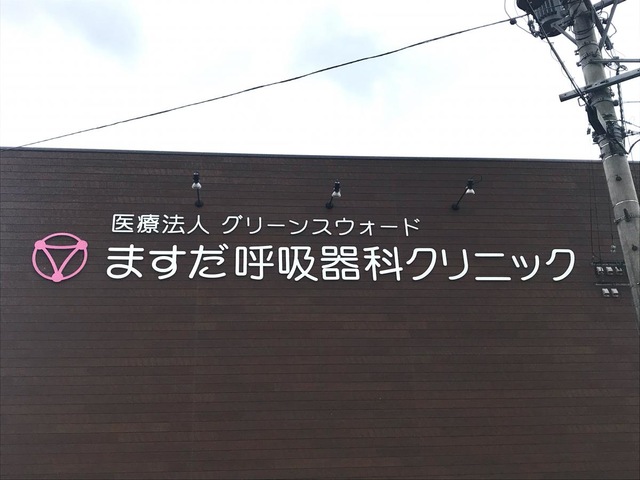 医療法人 グリーンスウォード
ますだ呼吸器科クリニック